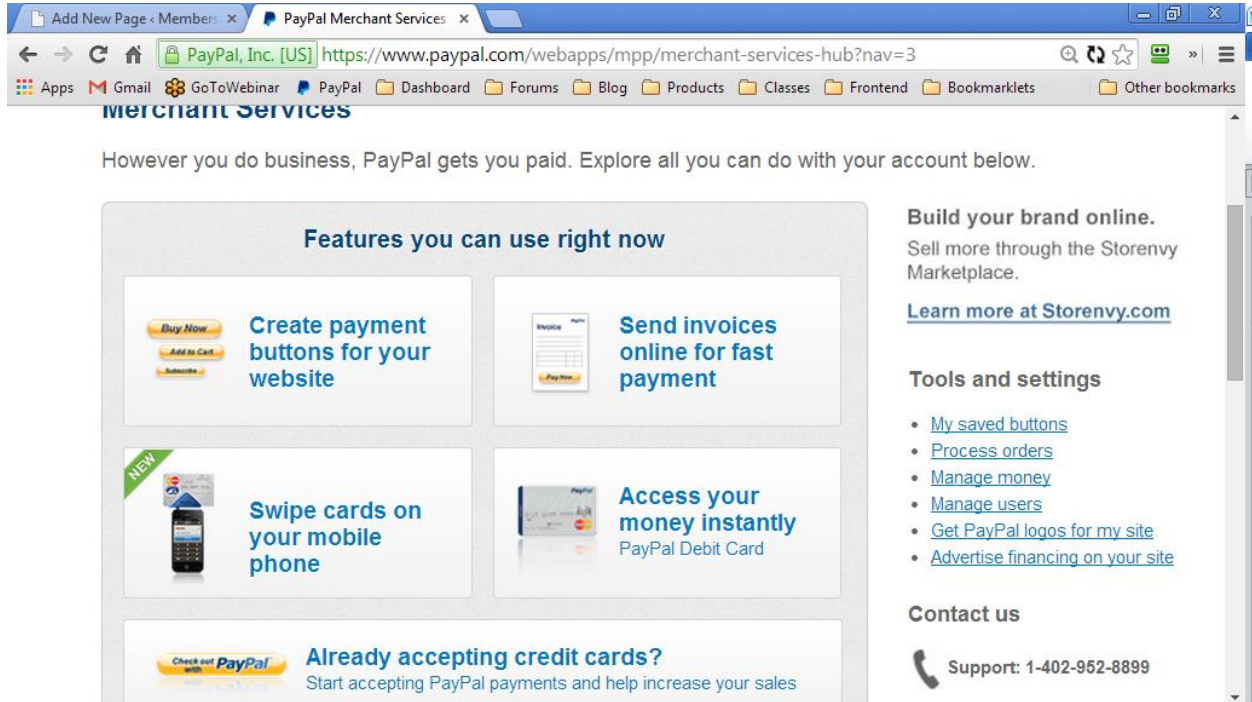 Add New Page ‹ Members
PayPal Merchant Services
PayPal, Inc. [US] https://www.paypal.com/webapps/mpp/merchant-services-hub?nav=3
Apps Gmail GoToWebinar PayPal Dashboard Forums Blog Products Classes Frontend Bookmarklets Other bookmarks
Merchant Services
However you do business, PayPal gets you paid. Explore all you can do with your account below.
Features you can use right now
Buy Now
Add to Cart
Subscribe
Create payment
buttons for your
website
Invoice PayPal
Pay Now
Send invoices
online for fast
payment
NEW
Swipe cards on
your mobile
phone
PayPal
Access your
money instantly
PayPal Debit Card
Check out
with PayPal
Already accepting credit cards?
Start accepting PayPal payments and help increase your sales
Build your brand online.
Sell more through the Storenvy
Marketplace.
Learn more at Storenvy.com
Tools and settings
My saved buttons
Process orders
Manage money
Manage users
Get PayPal logos for my site
Advertise financing on your site
Contact us
Support: 1-402-952-8899